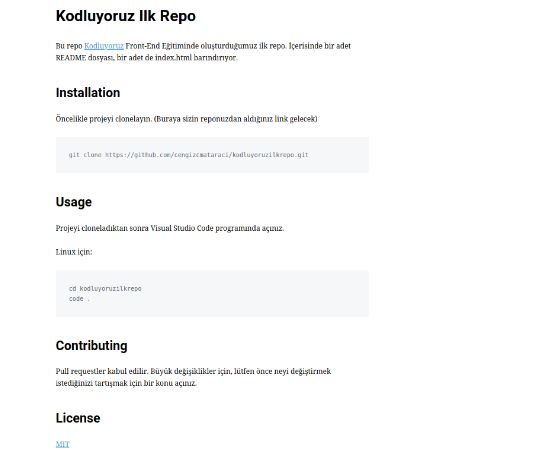 Kodluyoruz Ilk Repo
Bu repo Kodluyoruz Front-End Eğitiminde oluşturduğumuz ilk repo. İçerisinde bir adet
README dosyası, bir adet de index.html barındırıyor.
Installation
Öncelikle projeyi clonelayın. (Buraya sizin reponuzdan aldığınız link gelecek)
git clone https://github.com/cengizcmataraci/kodluyoruzilkrepo.git
Usage
Projeyi cloneladıktan sonra Visual Studio Code programında açınız.
Linux için:
cd kodluyoruzilkrepo
code .
Contributing
Pull requestler kabul edilir. Büyük değişiklikler için, lütfen önce neyi değiştirmek
istediğinizi tartışmak için bir konu açınız.
License
MIT